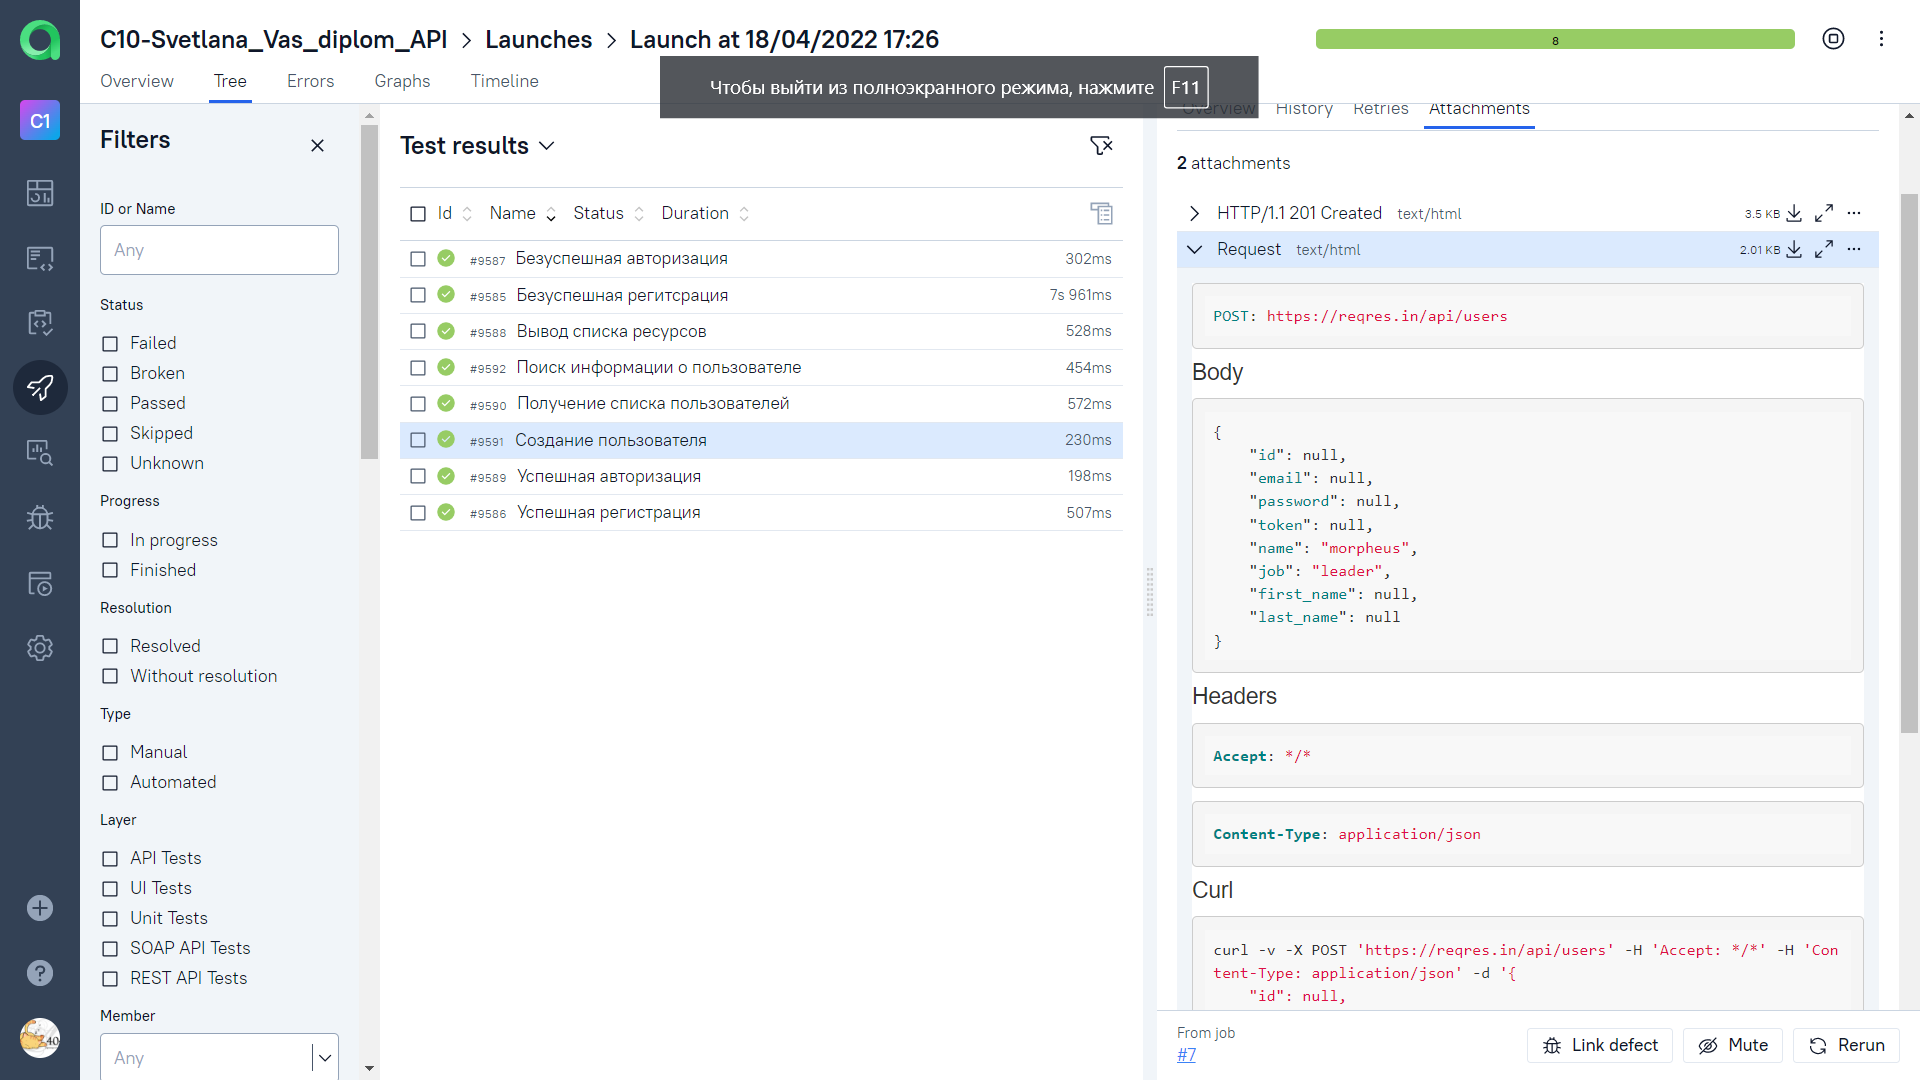 C10-Svetlana_Vas_diplom_API > Launches > Launch at 18/04/2022 17:26
8
Overview Tree Errors Graphs Timeline
Чтобы выйти из полноэкранного режима, нажмите F11
C1
Filters
ID or Name
Any
Status
Failed
Broken
Passed
Skipped
Unknown
Progress
In progress
Finished
Resolution
Resolved
Without resolution
Type
Manual
Automated
Layer
API Tests
UI Tests
Unit Tests
SOAP API Tests
REST API Tests
Member
Any
Test results
Id Name Status Duration
#9587 Безуспешная авторизация 302ms
#9585 Безуспешная регитсрация 7s 961ms
#9588 Вывод списка ресурсов 528ms
#9592 Поиск информации о пользователе 454ms
#9590 Получение списка пользователей 572ms
#9591 Создание пользователя 230ms
#9589 Успешная авторизация 198ms
#9586 Успешная регистрация 507ms
Overview History Retries Attachments
2 attachments
HTTP/1.1 201 Created text/html 3.5 KB
Request text/html 2.01 KB
POST: https://reqres.in/api/users
Body
{
"id": null,
"email": null,
"password": null,
"token": null,
"name": "morpheus",
"job": "leader",
"first_name": null,
"last_name": null
}
Headers
Accept: */*
Content-Type: application/json
Curl
curl -v -X POST 'https://reqres.in/api/users' -H 'Accept: */*' -H 'Con
tent-Type: application/json' -d '{
"id": null,
From job
#7
Link defect Mute Rerun
40